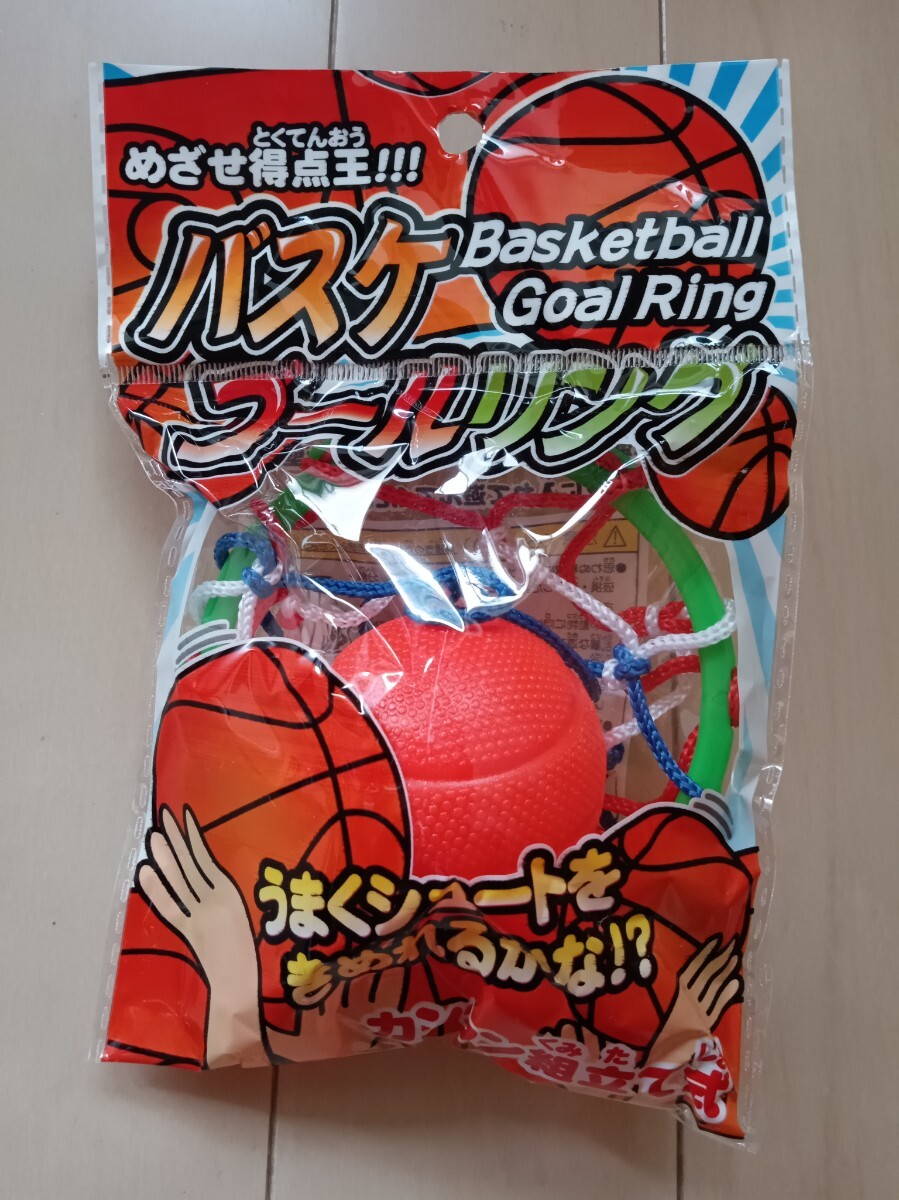 とくてんおう
めざせ得点王!!!
バスケ
Basketball
Goal Ring
ゴールリング
うまくシュートを
きめれるかな!?
くみた
カンタン組立て式